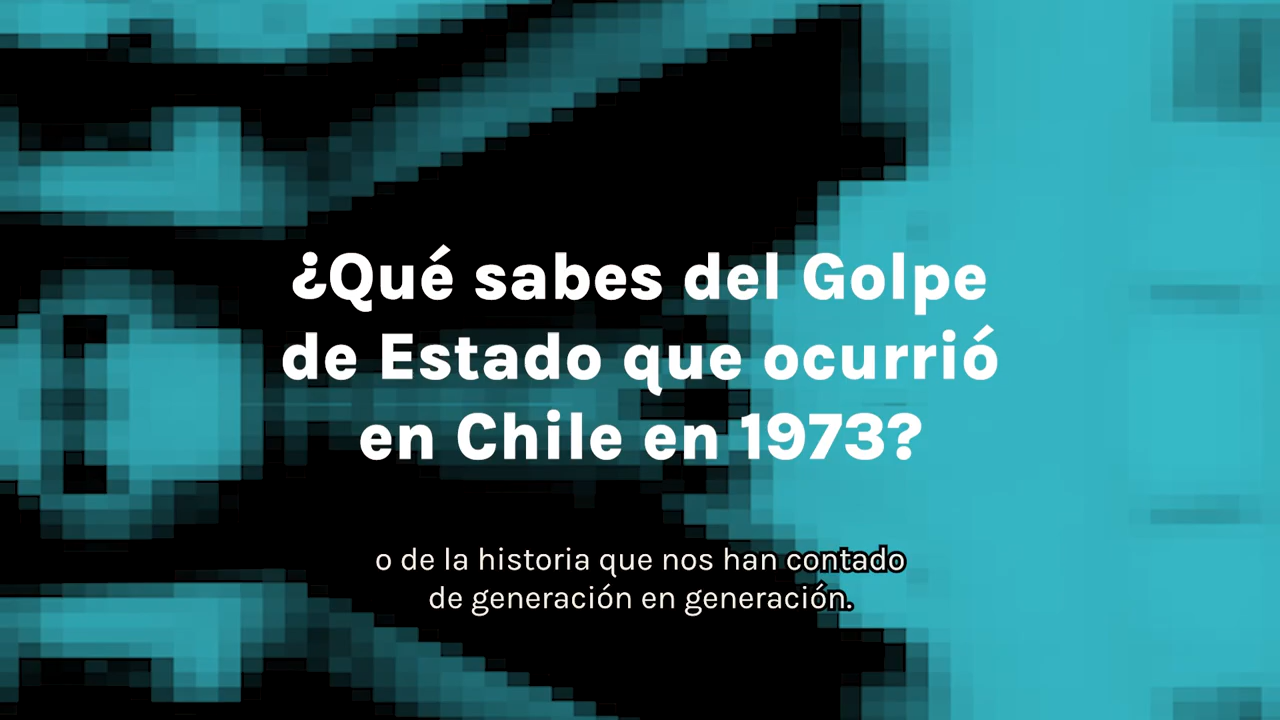 ¿Qué sabes del Golpe
de Estado que ocurrió
en Chile en 1973?
o de la historia que nos han contado
de generación en generación.